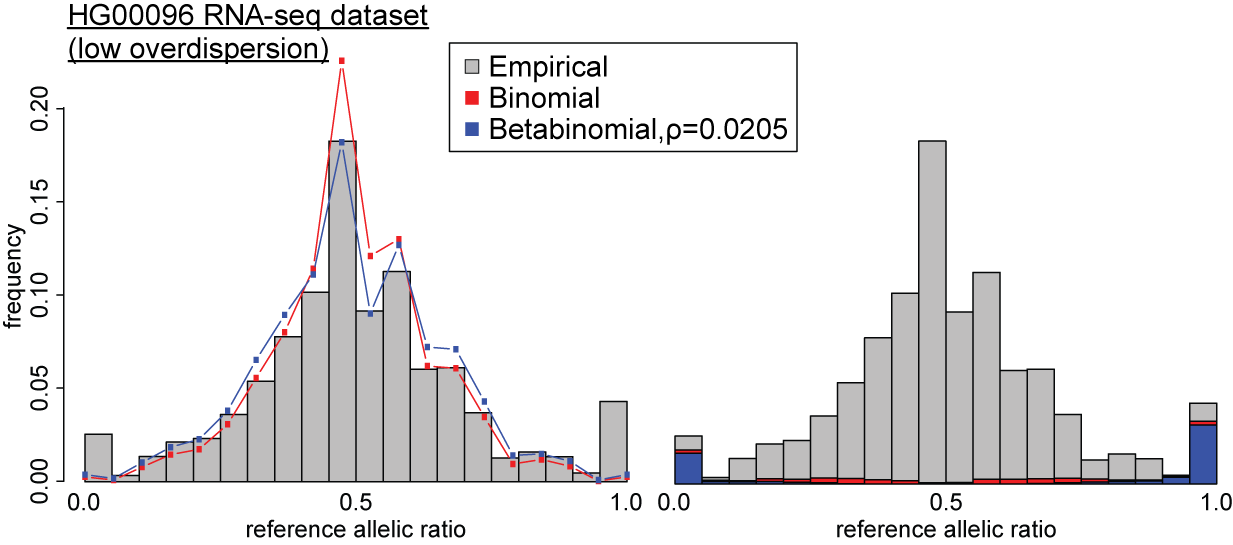 HG00096 RNA-seq dataset
(low overdispersion)
Empirical
Binomial
Betabinomial,ρ=0.0205
frequency
0.20
0.15
0.10
0.05
0.00
0.0 0.5 1.0
reference allelic ratio
0.0 0.5 1.0
reference allelic ratio